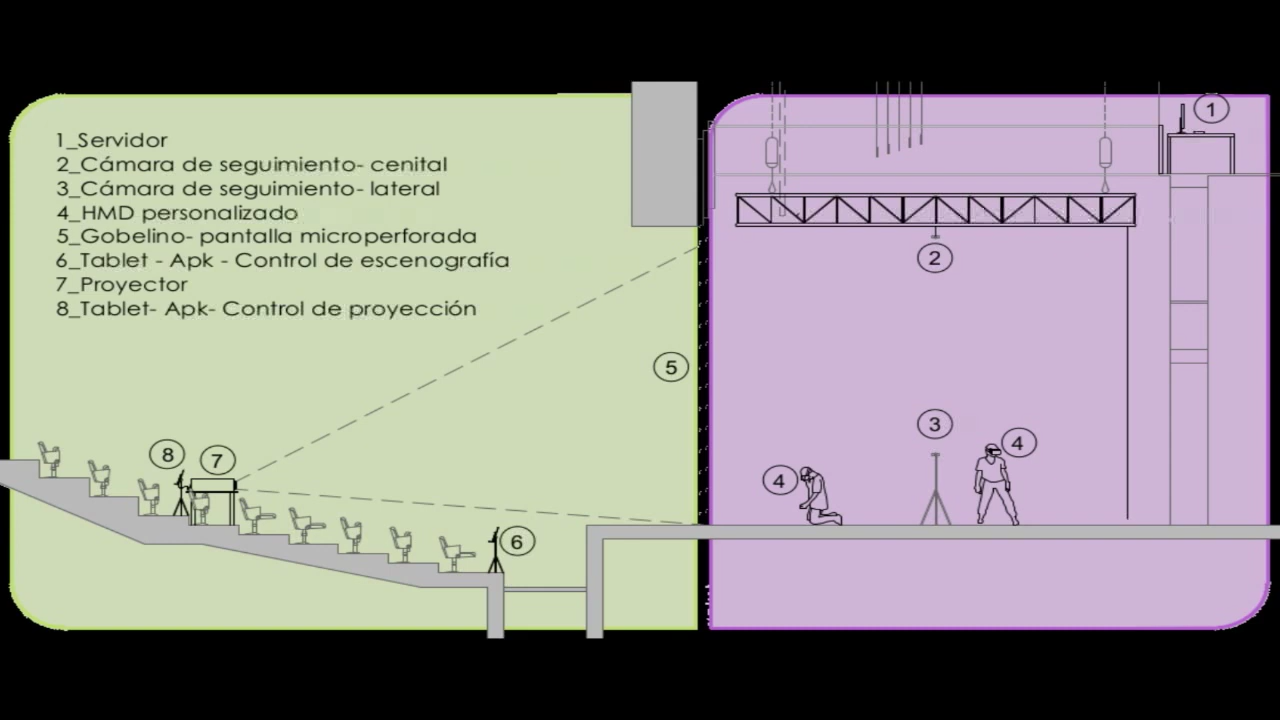 1_Servidor
2_Cámara de seguimiento- cenital
3_Cámara de seguimiento- lateral
4_HMD personalizado
5_Gobelino- pantalla microperforada
6_Tablet - Apk - Control de escenografía
7_Proyector
8_Tablet- Apk- Control de proyección
1
2
5
3
4
8
7
4
6